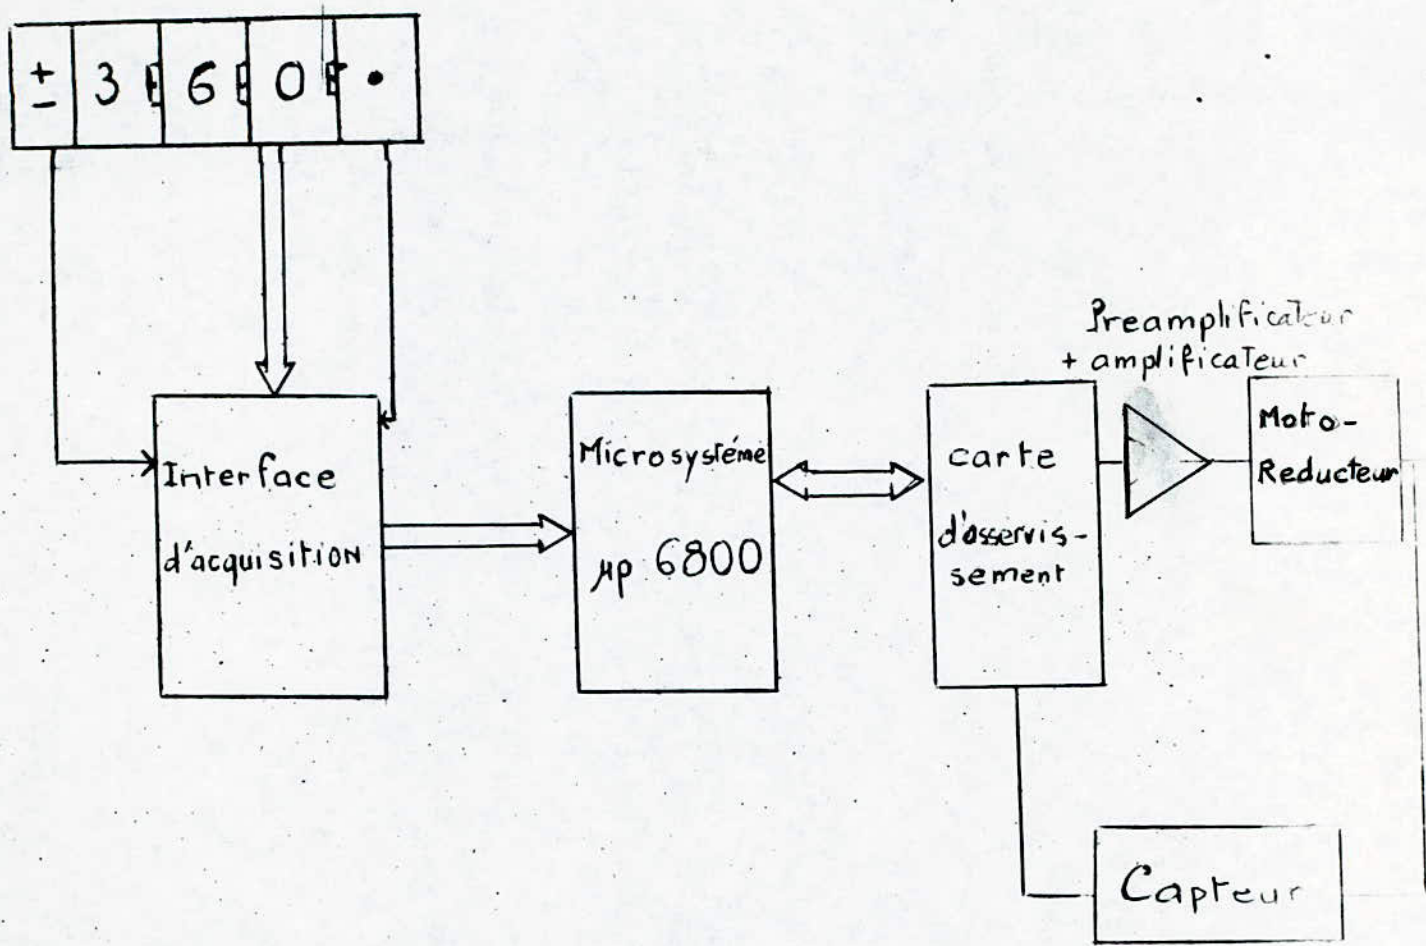 ± 3 6 0 •
Preamplificateur
+ amplificateur
Interface
d'acquisition
Microsystéme
µp 6800
carte
d'asservis-
sement
Moto-
Reducteur
Capteur